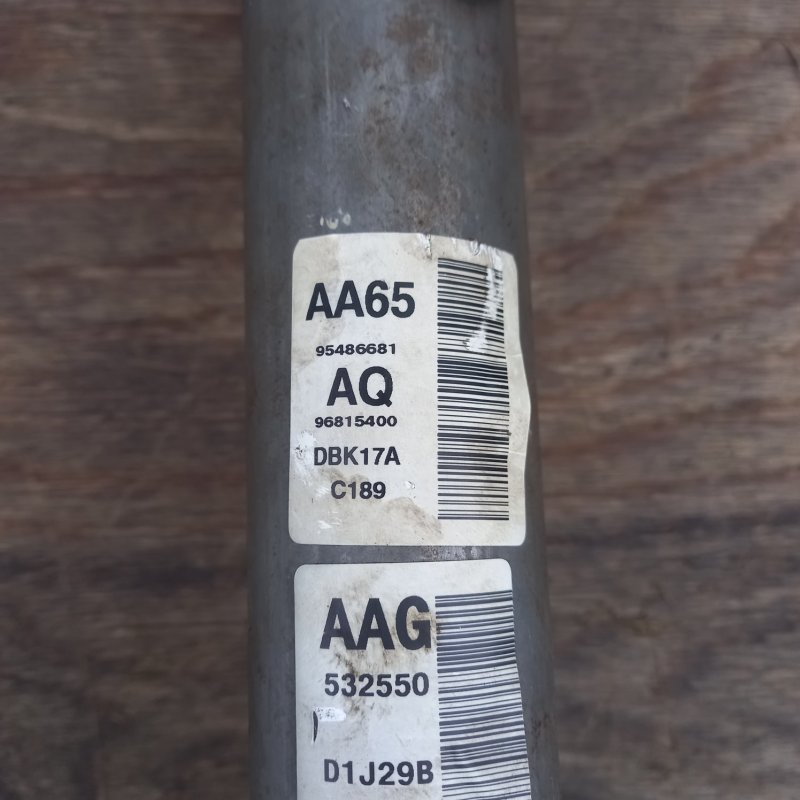 AA65
95486681
AQ
96815400
DBK17A
C189
AAG
532550
D1J29B